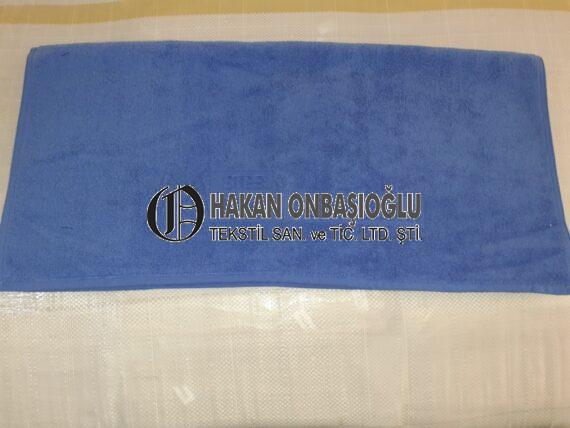 HAKAN ONBAŞIOĞLU
TEKSTİL SAN. ve TİC. LTD. ŞTİ.